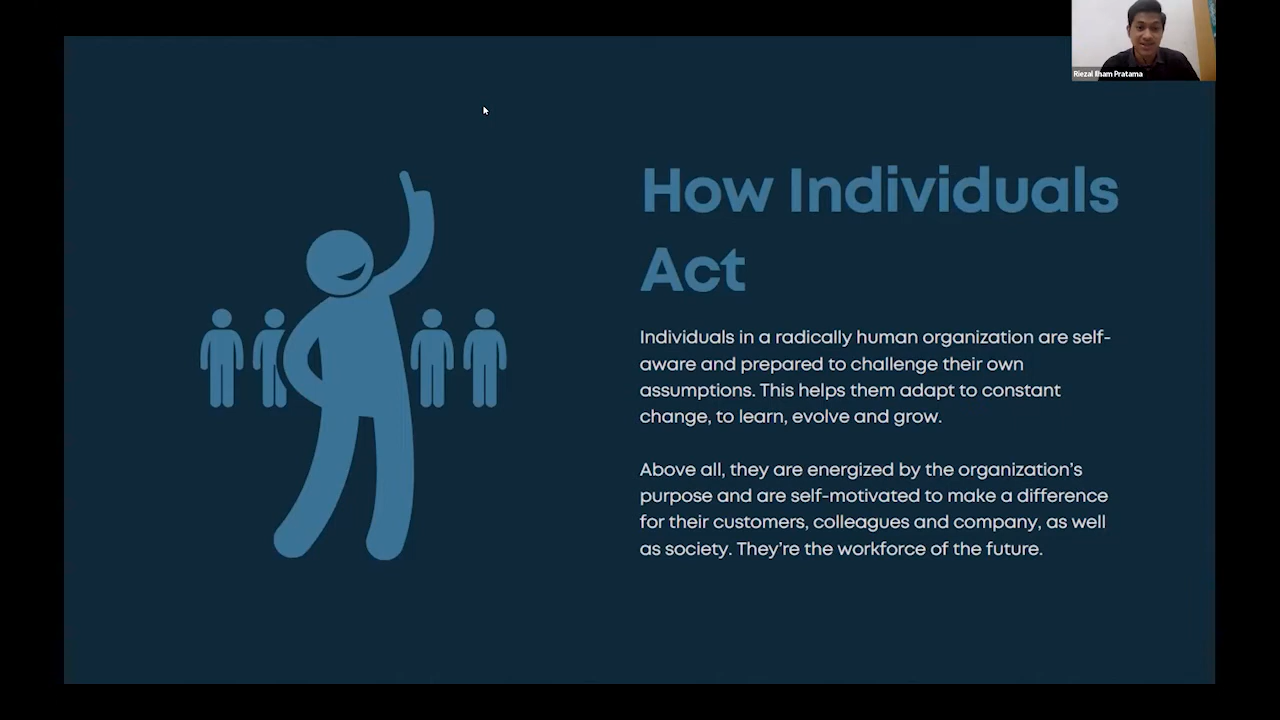 Riezal Ilham Pratama
How Individuals
Act
Individuals in a radically human organization are self-
aware and prepared to challenge their own
assumptions. This helps them adapt to constant
change, to learn, evolve and grow.
Above all, they are energized by the organization's
purpose and are self-motivated to make a difference
for their customers, colleagues and company, as well
as society. They're the workforce of the future.